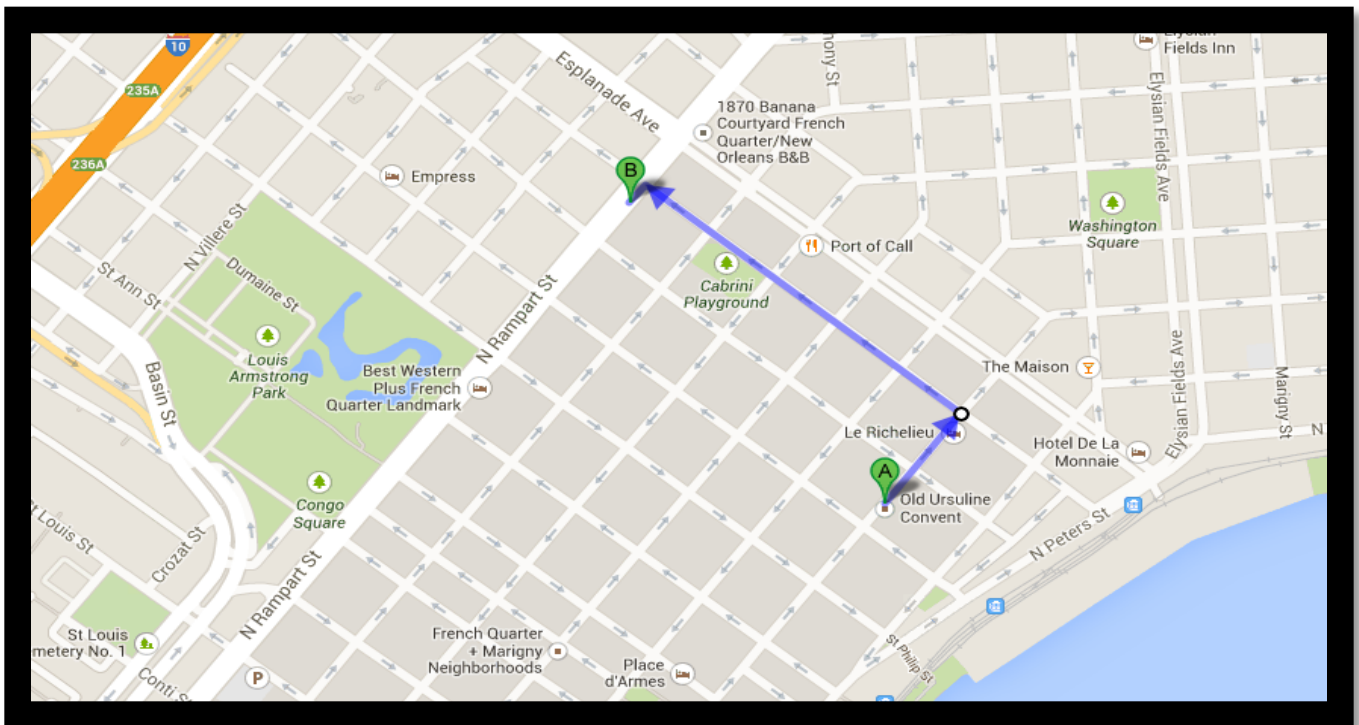 10
235A
236A
Esplanade Ave
hony St
Fields Inn
Elysian Fields Ave
1870 Banana
Courtyard French
Quarter/New
Orleans B&B
B
Empress
Washington
Square
Port of Call
N Villere St
Dumaine St
St Ann St
Cabrini
Playground
N Rampart St
Louis
Armstrong
Park
Basin St
Best Western
Plus French
Quarter Landmark
The Maison
Elysian Fields Ave
Marigny St
Le Richelieu
Hotel De La
Monnaie
N
A
Old Ursuline
Convent
Congo
Square
t Louis St
Crozat St
N Peters St
N Rampart St
St Louis
metery No. 1
French Quarter
+ Marigny
Neighborhoods
Place
d'Armes
St Philip St
Conti St
P